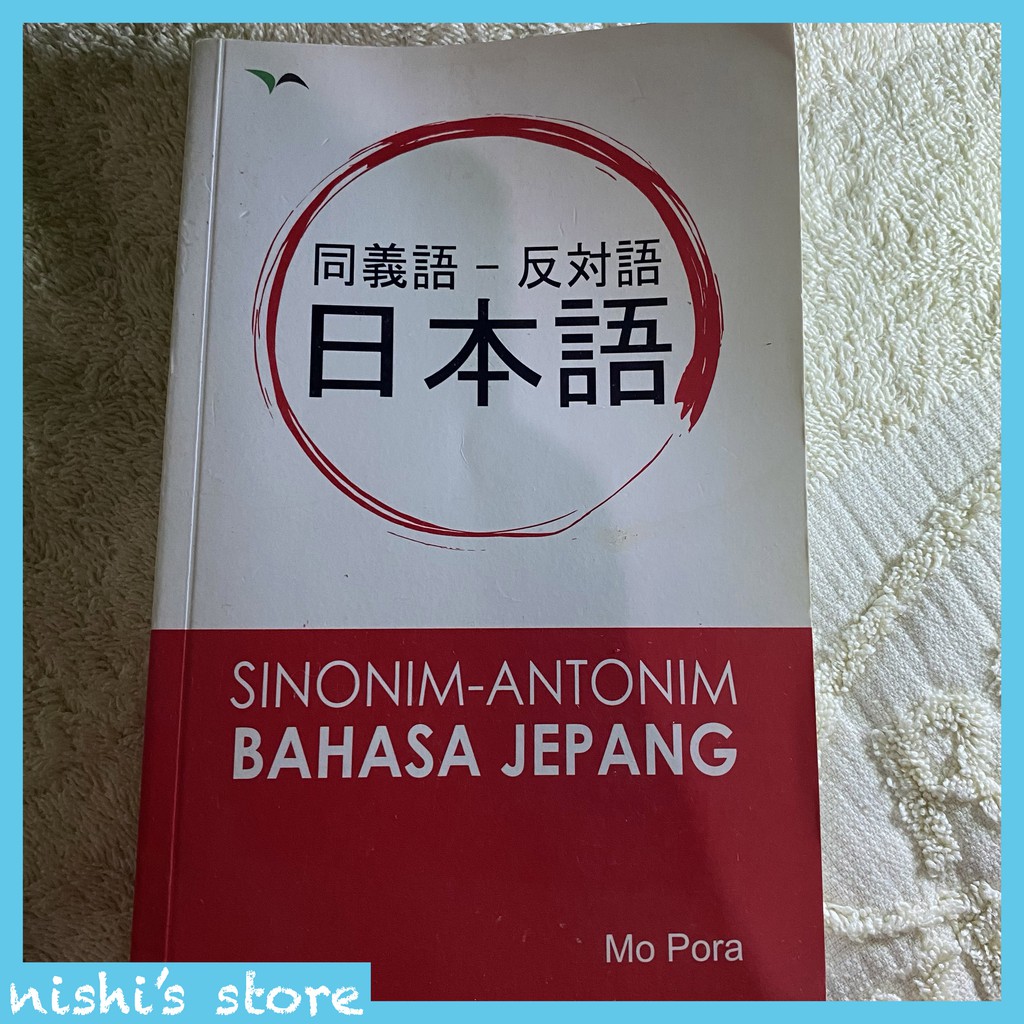 同義語 – 反対語
日本語
SINONIM-ANTONIM
BAHASA JEPANG
Mo Pora
nishi's store